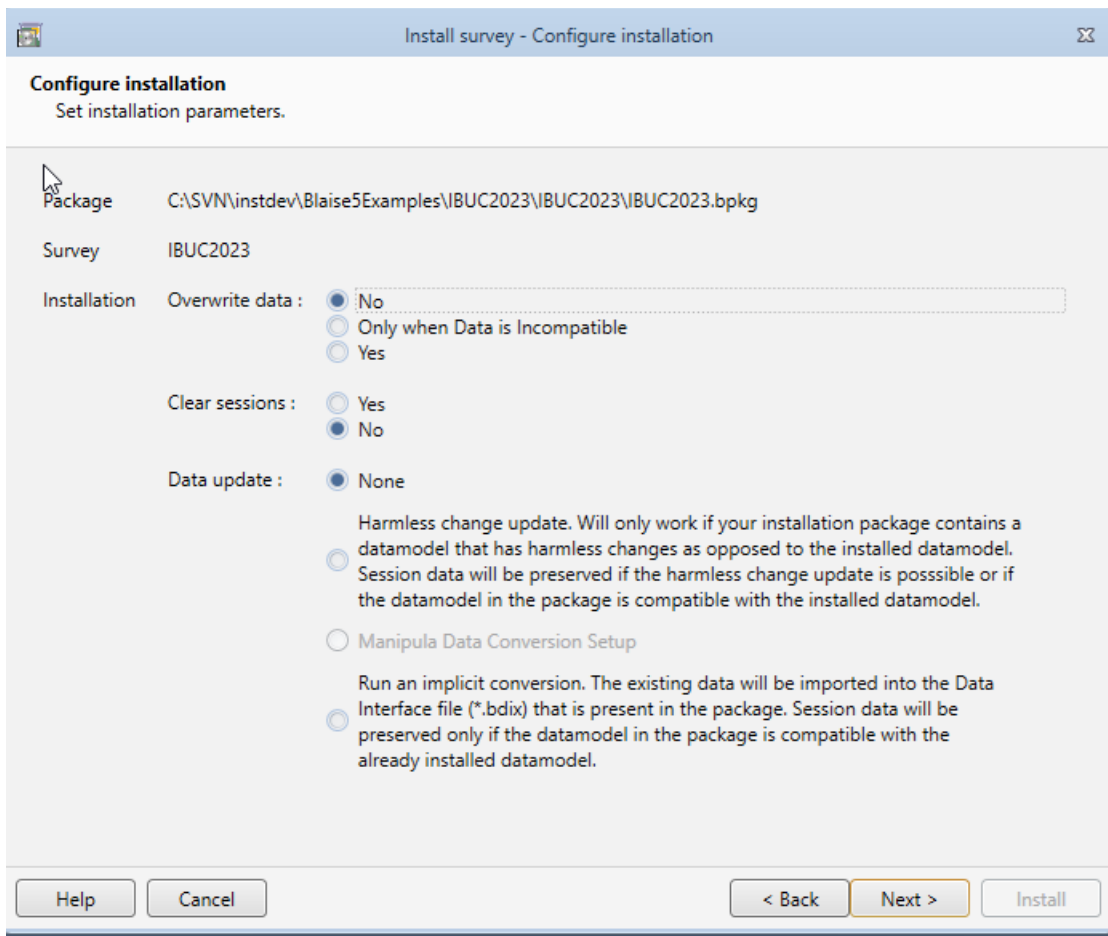 Install survey - Configure installation
Configure installation
Set installation parameters.
Package C:\SVN\instdev\Blaise5Examples\IBUC2023\IBUC2023\IBUC2023.bpkg
Survey IBUC2023
Installation Overwrite data : No
Only when Data is Incompatible
Yes
Clear sessions : Yes
No
Data update : None
Harmless change update. Will only work if your installation package contains a
datamodel that has harmless changes as opposed to the installed datamodel.
Session data will be preserved if the harmless change update is posssible or if
the datamodel in the package is compatible with the installed datamodel.
Manipula Data Conversion Setup
Run an implicit conversion. The existing data will be imported into the Data
Interface file (*.bdix) that is present in the package. Session data will be
preserved only if the datamodel in the package is compatible with the
already installed datamodel.
Help Cancel < Back Next > Install